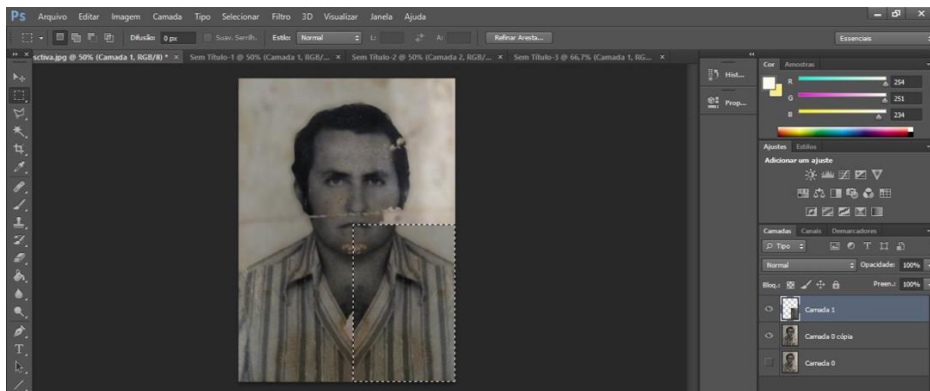 Ps Arquivo Editar Imagem Camada Tipo Selecionar Filtro 3D Visualizar Janela Ajuda
Difusão: 0 px Suav. Serrilh. Estilo: Normal L: A: Refinar Aresta... Essenciais
sctiva.jpg @ 50% (Camada 1, RGB/8) * × Sem Título-1 @ 50% (Camada 1, RGB/... × Sem Título-2 @ 50% (Camada 2, RGB/... × Sem Título-3 @ 66,7% (Camada 1, RG... ×
Hist...
Prop...
Cor Amostras
R 254
G 251
B 234
Ajustes Estilos
Adicionar um ajuste
Camadas Canais Demarcadores
Tipo
Normal Opacidade: 100%
Bloq.: Preen.: 100%
Camada 1
Camada 0 cópia
Camada 0